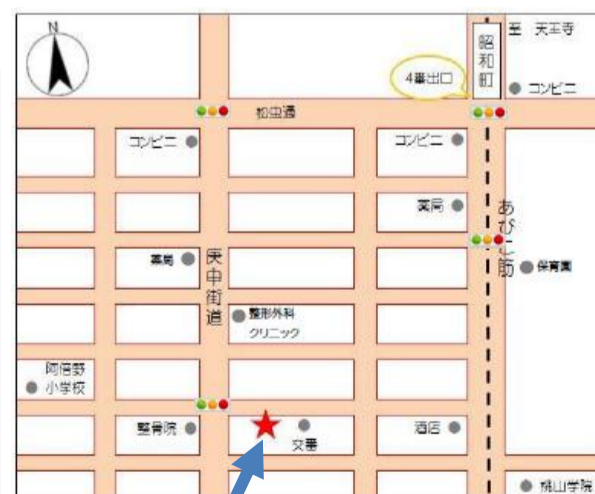 N
至 天王寺
昭和町
4番出口
コンビニ
松虫通
コンビニ
コンビニ
薬局
あびこ筋
薬局
庚申街道
保育園
整形外科
クリニック
阿倍野
小学校
整骨院
交番
酒店
桃山学院